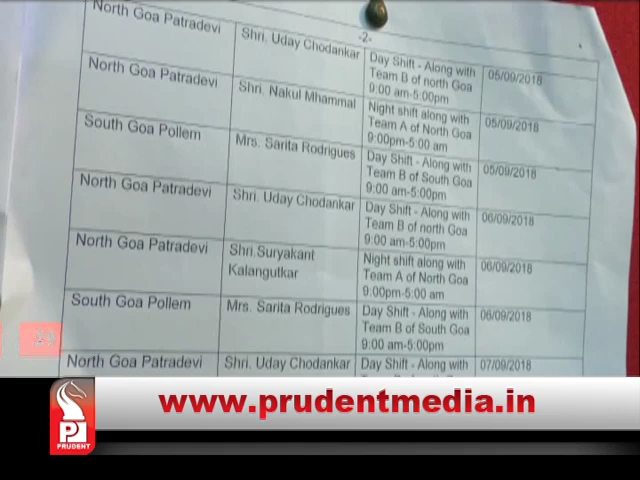 -2-
North Goa Patradevi
Shri. Uday Chodankar
Day Shift - Along with
Team B of north Goa
9:00 am-5:00pm
05/09/2018
North Goa Patradevi
Shri. Nakul Mhammal
Night shift along with
Team A of North Goa
9:00pm-5:00 am
05/09/2018
South Goa Pollem
Mrs. Sarita Rodrigues
Day Shift - Along with
Team B of South Goa
9:00 am-5:00pm
05/09/2018
North Goa Patradevi
Shri. Uday Chodankar
Day Shift - Along with
Team B of north Goa
9:00 am-5:00pm
06/09/2018
North Goa Patradevi
Shri.Suryakant
Kalangutkar
Night shift along with
Team A of North Goa
9:00pm-5:00 am
06/09/2018
South Goa Pollem
Mrs. Sarita Rodrigues
Day Shift - Along with
Team B of South Goa
9:00 am-5:00pm
06/09/2018
North Goa Patradevi
Shri. Uday Chodankar
Day Shift - Along with
07/09/2018
www.prudentmedia.in
PRUDENT